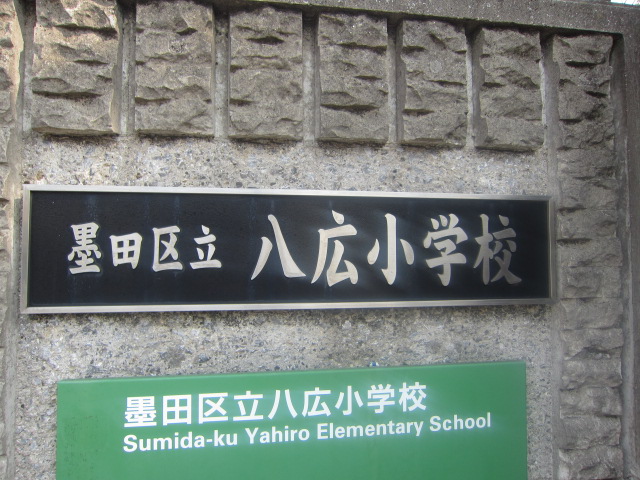 墨田区立 八広小学校
墨田区立八広小学校
Sumida-ku Yahiro Elementary School